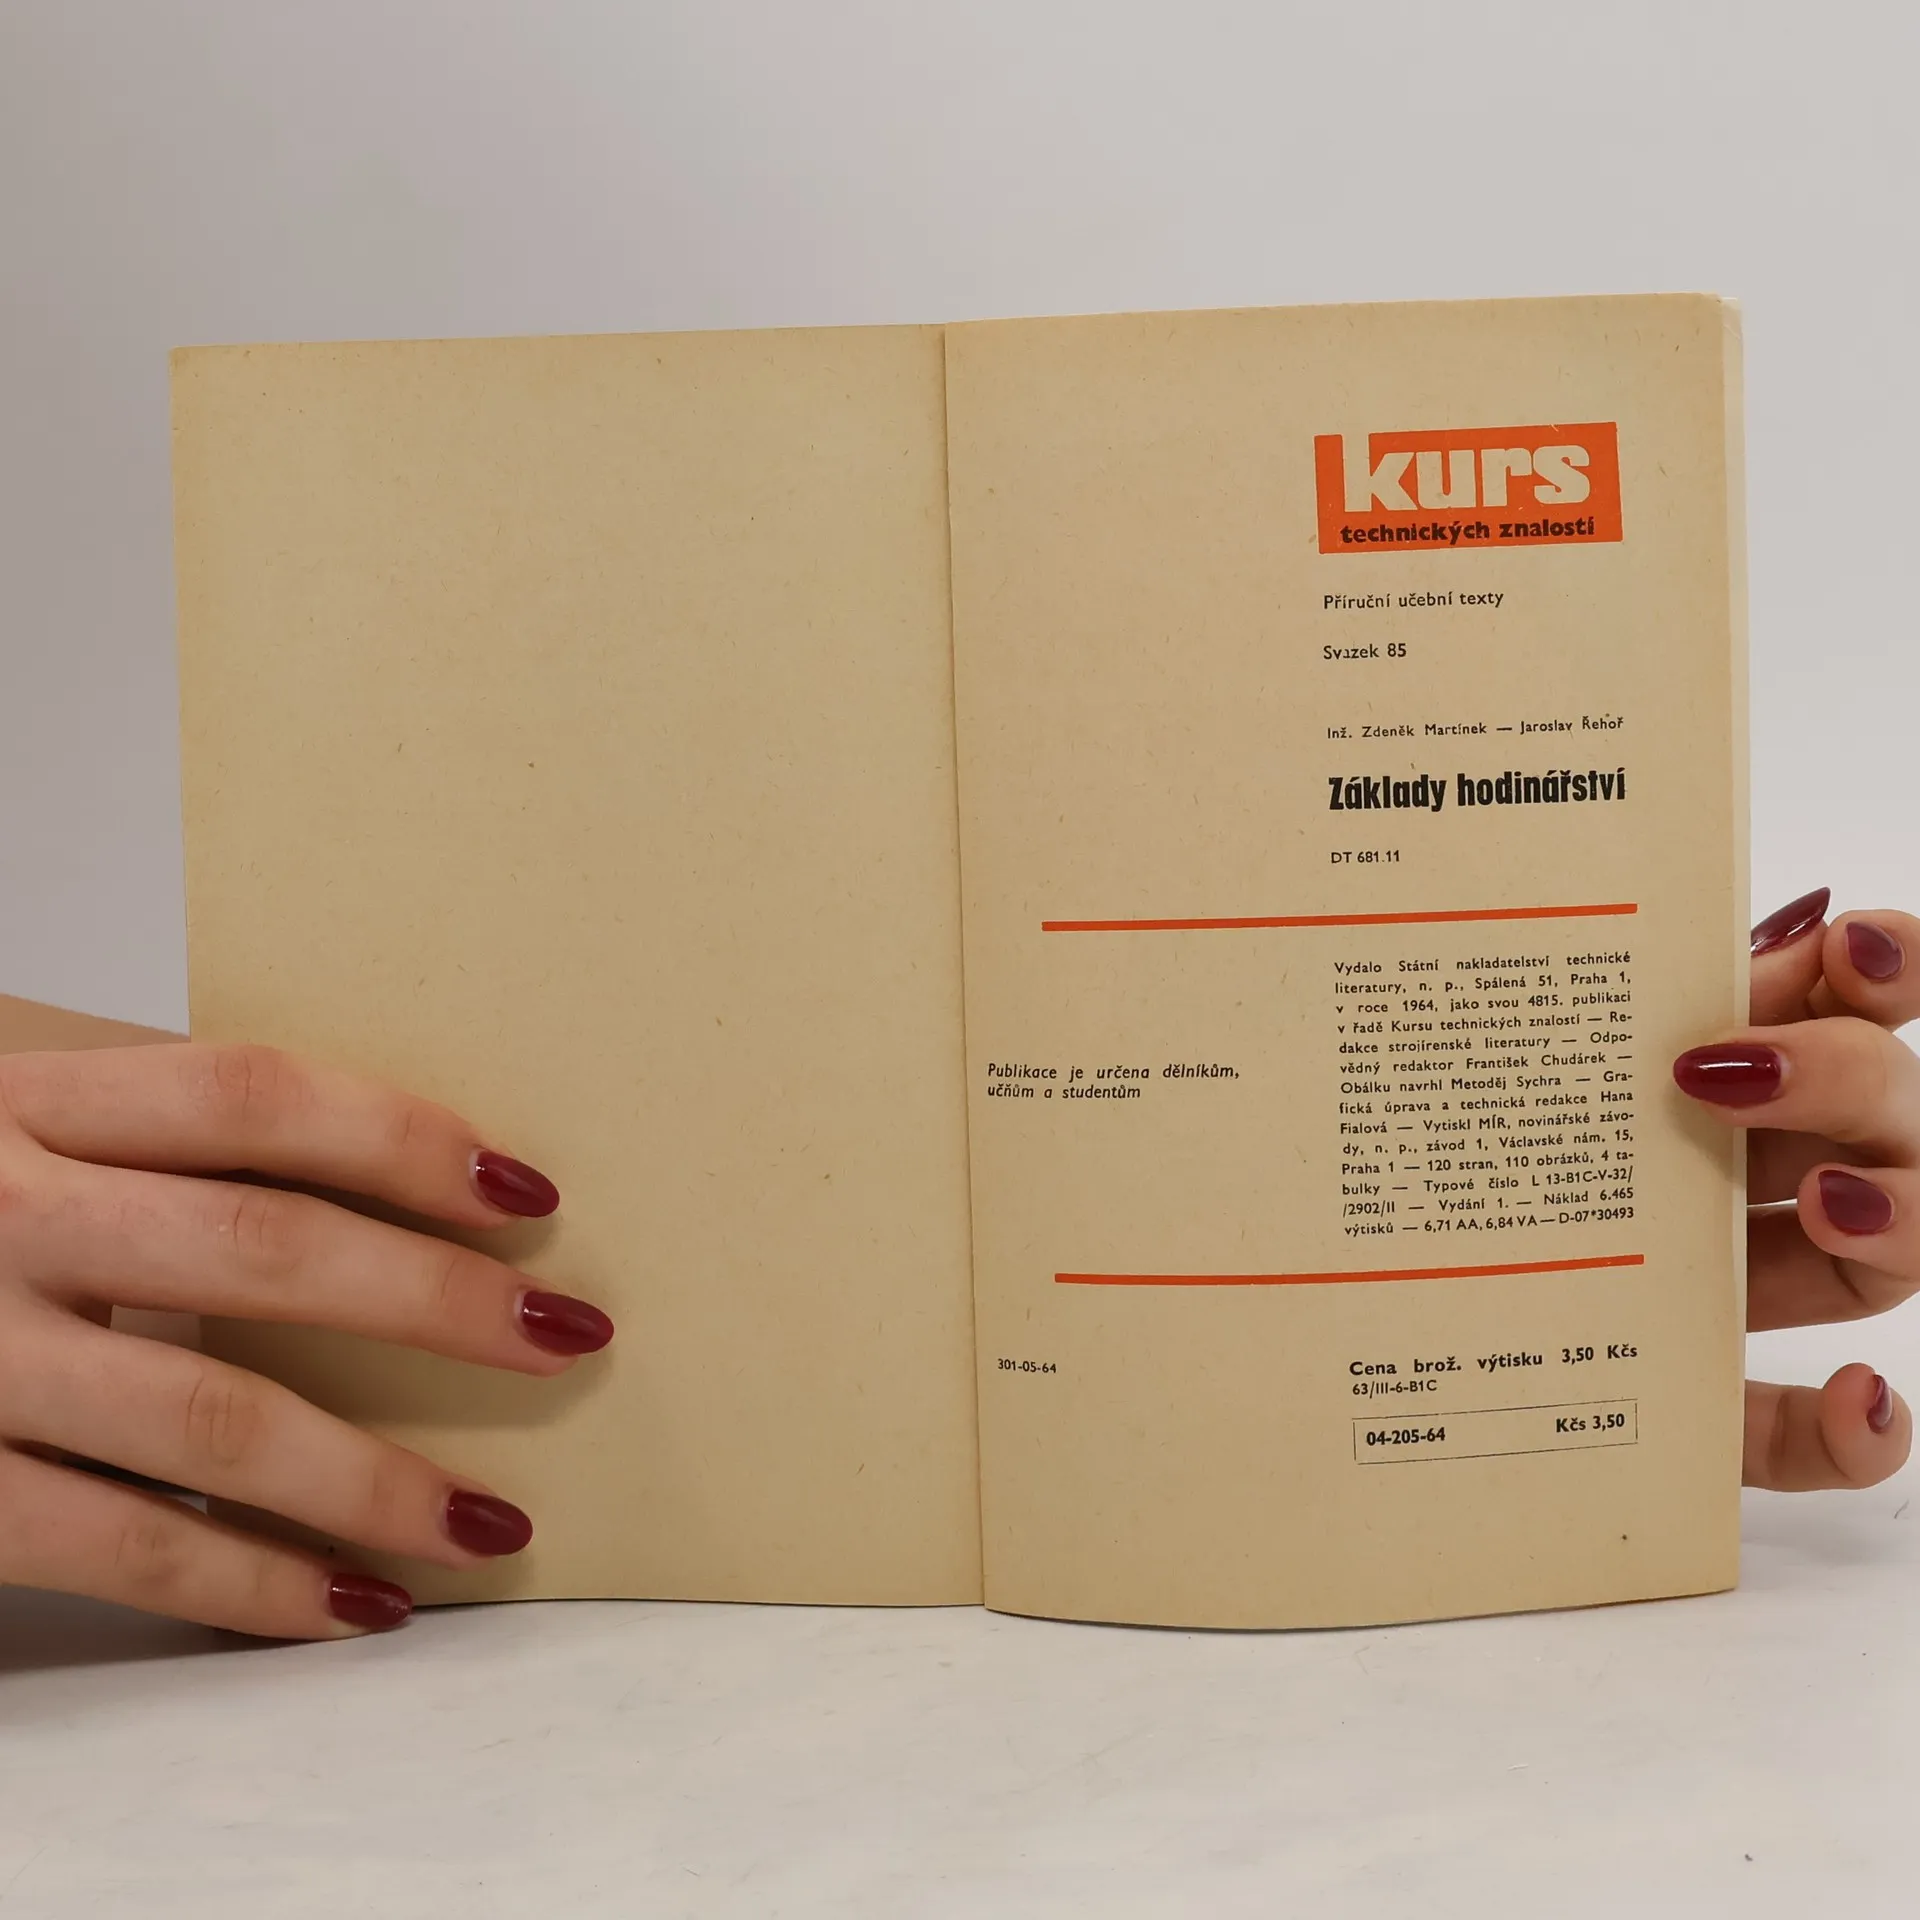 kurs
technických znalostí
Příruční učební texty
Svazek 85
Inž. Zdeněk Martínek — Jaroslav Řehoř
Základy hodinářství
DT 681.11
Publikace je určena dělníkům,
učňům a studentům
Vydalo Státní nakladatelství technické
literatury, n. p., Spálená 51, Praha 1,
v roce 1964, jako svou 4815. publikaci
v řadě Kursu technických znalostí — Re-
dakce strojírenské literatury — Odpo-
vědný redaktor František Chudárek —
Obálku navrhl Metoděj Sychra — Gra-
fická úprava a technická redakce Hana
Fialová — Vytiskl MÍR, novinářské závo-
dy, n. p., závod 1, Václavské nám. 15,
Praha 1 — 120 stran, 110 obrázků, 4 ta-
bulky — Typové číslo L 13-B1C-V-32/
/2902/II — Vydání 1. — Náklad 6.465
výtisků — 6,71 AA, 6,84 VA — D-07*30493
301-05-64
Cena brož. výtisku 3,50 Kčs
63/III-6-B1C
04-205-64 Kčs 3,50